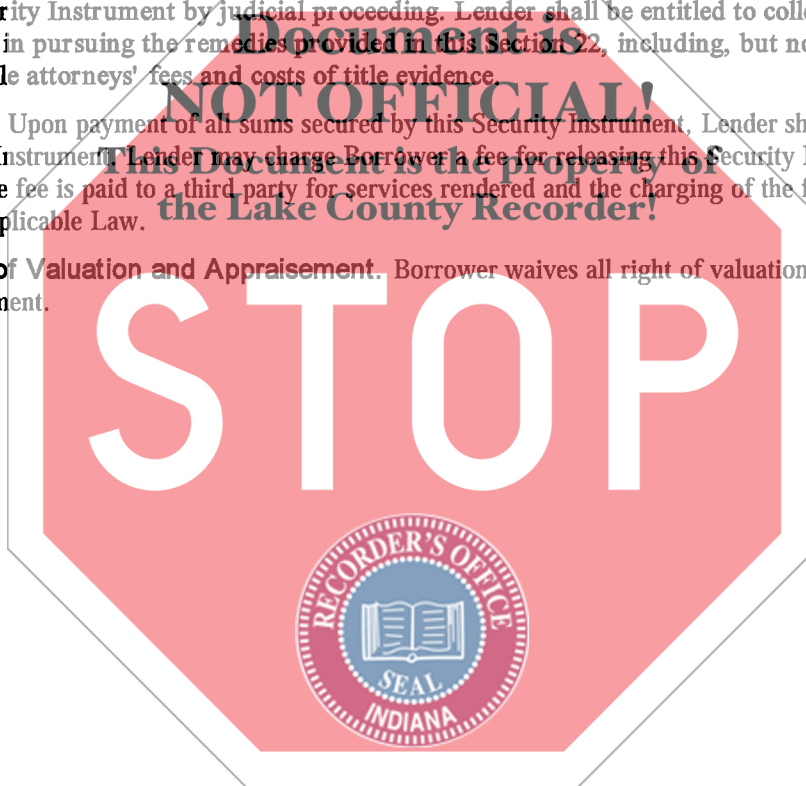 rity Instrument by judicial proceeding. Lender shall be entitled to coll
Document is
in pursuing the remedies provided in this Section 22, including, but no
le attorneys' fees and costs of title evidence.
NOT OFFICIAL!
Upon payment of all sums secured by this Security Instrument, Lender sh
nstrument. Lender may charge Borrower a fee for releasing this Security
This Document is the property of
e fee is paid to a third party for services rendered and the charging of the f
the Lake County Recorder!
plicable Law.
of Valuation and Appraisement. Borrower waives all right of valuation
ment.
STOP
RECORDER'S OFFICE
SEAL
INDIANA